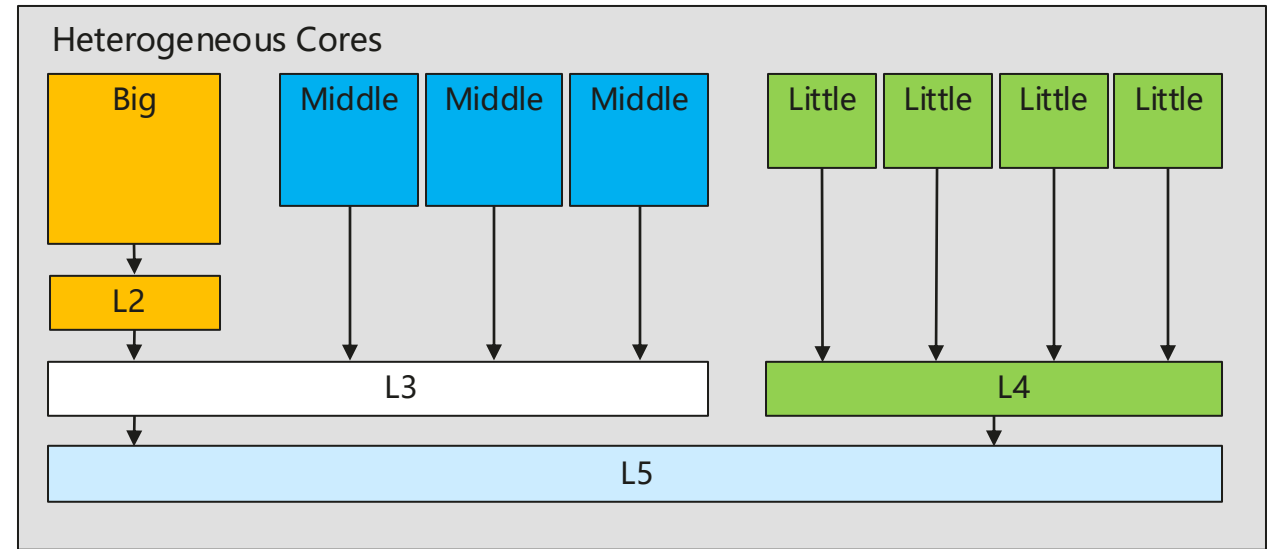 Heterogeneous Cores
Big
Middle
Middle
Middle
Little
Little
Little
Little
L2
L3
L4
L5